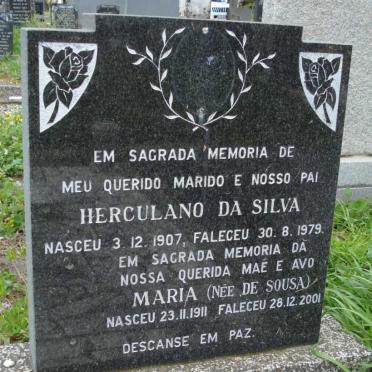 EM SAGRADA MEMORIA DE
MEU QUERIDO MARIDO E NOSSO PAI
HERCULANO DA SILVA
NASCEU 3.12.1907, FALECEU 30.8.1979.
EM SAGRADA MEMORIA DA
NOSSA QUERIDA MAE E AVO
MARIA (NÉE DE SOUSA)
NASCEU 23.11.1911 FALECEU 28.12.2001
DESCANSE EM PAZ.